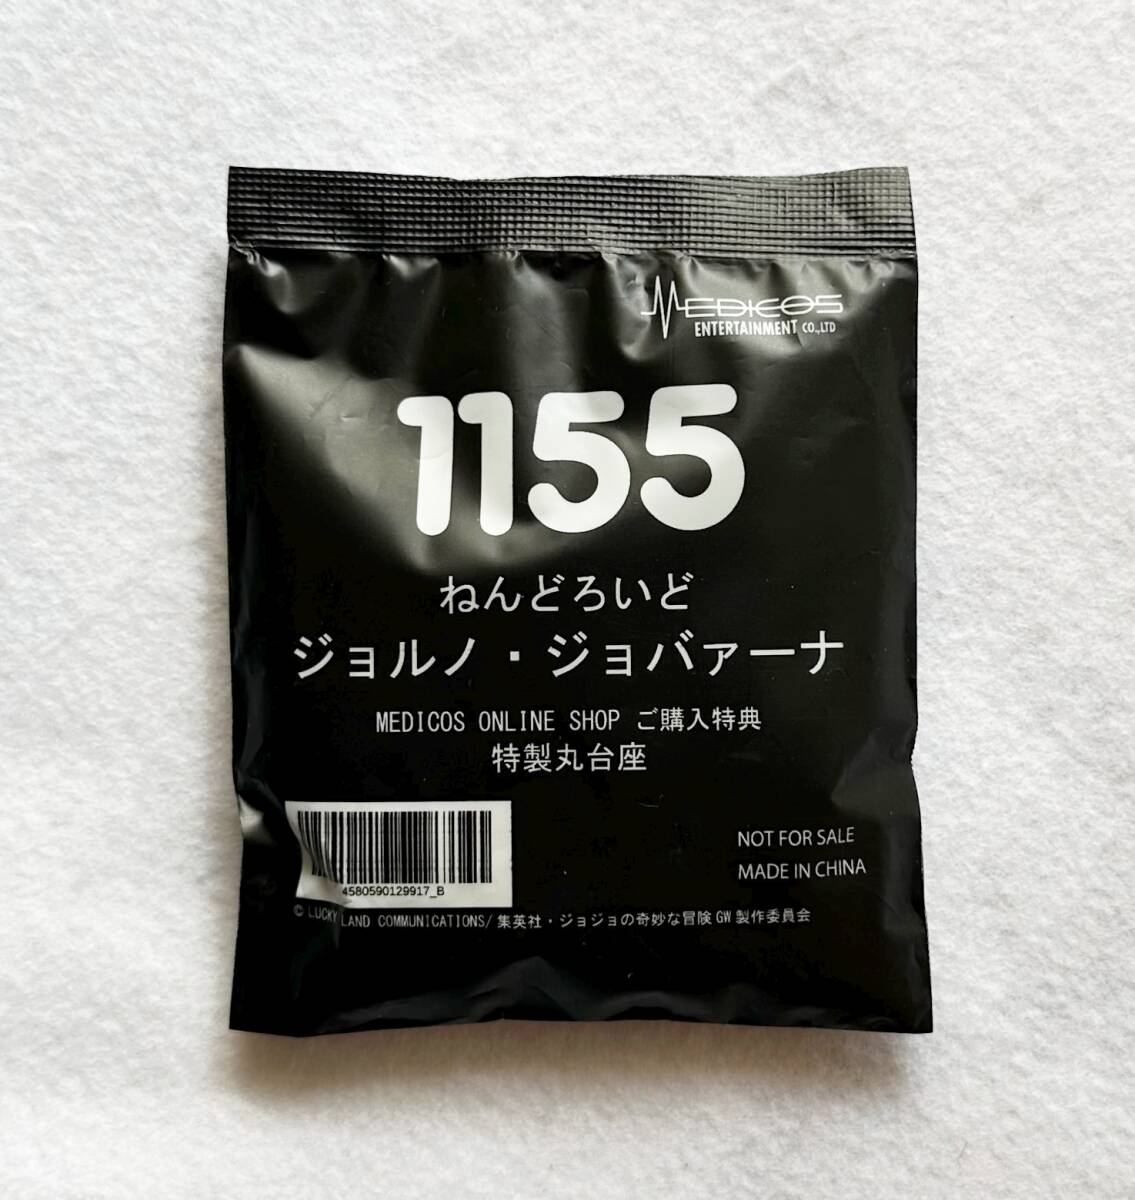 MEDICOS
ENTERTAINMENT CO.,LTD
1155
ねんどろいど
ジョルノ・ジョバァーナ
MEDICOS ONLINE SHOP ご購入特典
特製丸台座
NOT FOR SALE
MADE IN CHINA
4580590129917_B
© LUCKY LAND COMMUNICATIONS/集英社・ジョジョの奇妙な冒険GW製作委員会